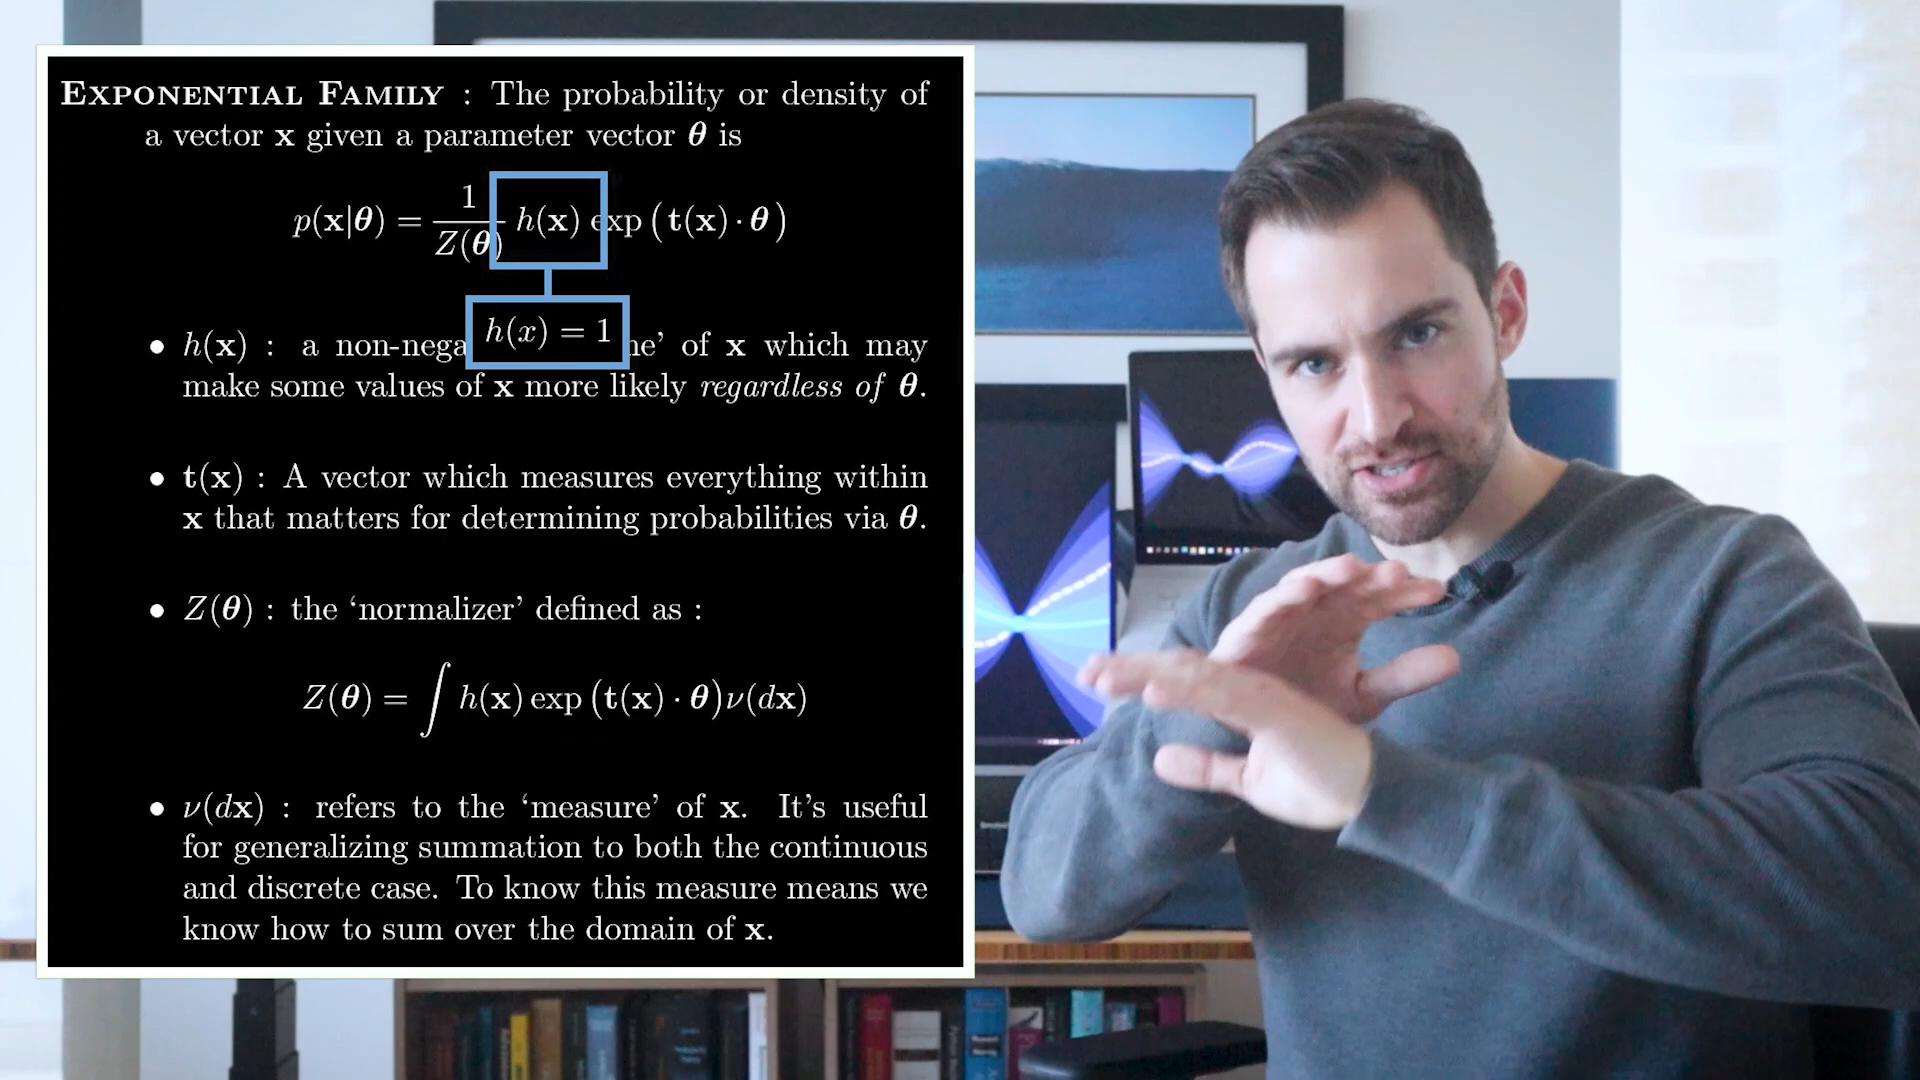 EXPONENTIAL FAMILY : The probability or density of
a vector x given a parameter vector θ is
p(x|θ) = 1/Z(θ) h(x) exp ( t(x) · θ )
h(x) = 1
• h(x) : a non-nega ne’ of x which may
make some values of x more likely regardless of θ.
• t(x) : A vector which measures everything within
x that matters for determining probabilities via θ.
• Z(θ) : the ‘normalizer’ defined as :
Z(θ) = ∫ h(x) exp (t(x) · θ)ν(dx)
• ν(dx) : refers to the ‘measure’ of x. It’s useful
for generalizing summation to both the continuous
and discrete case. To know this measure means we
know how to sum over the domain of x.